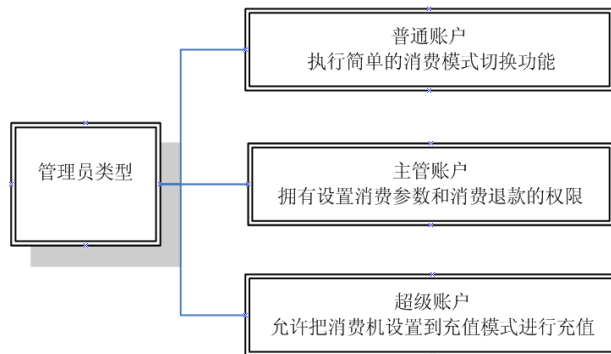 普通账户
执行简单的消费模式切换功能
管理员类型
主管账户
拥有设置消费参数和消费退款的权限
超级账户
允许把消费机设置到充值模式进行充值